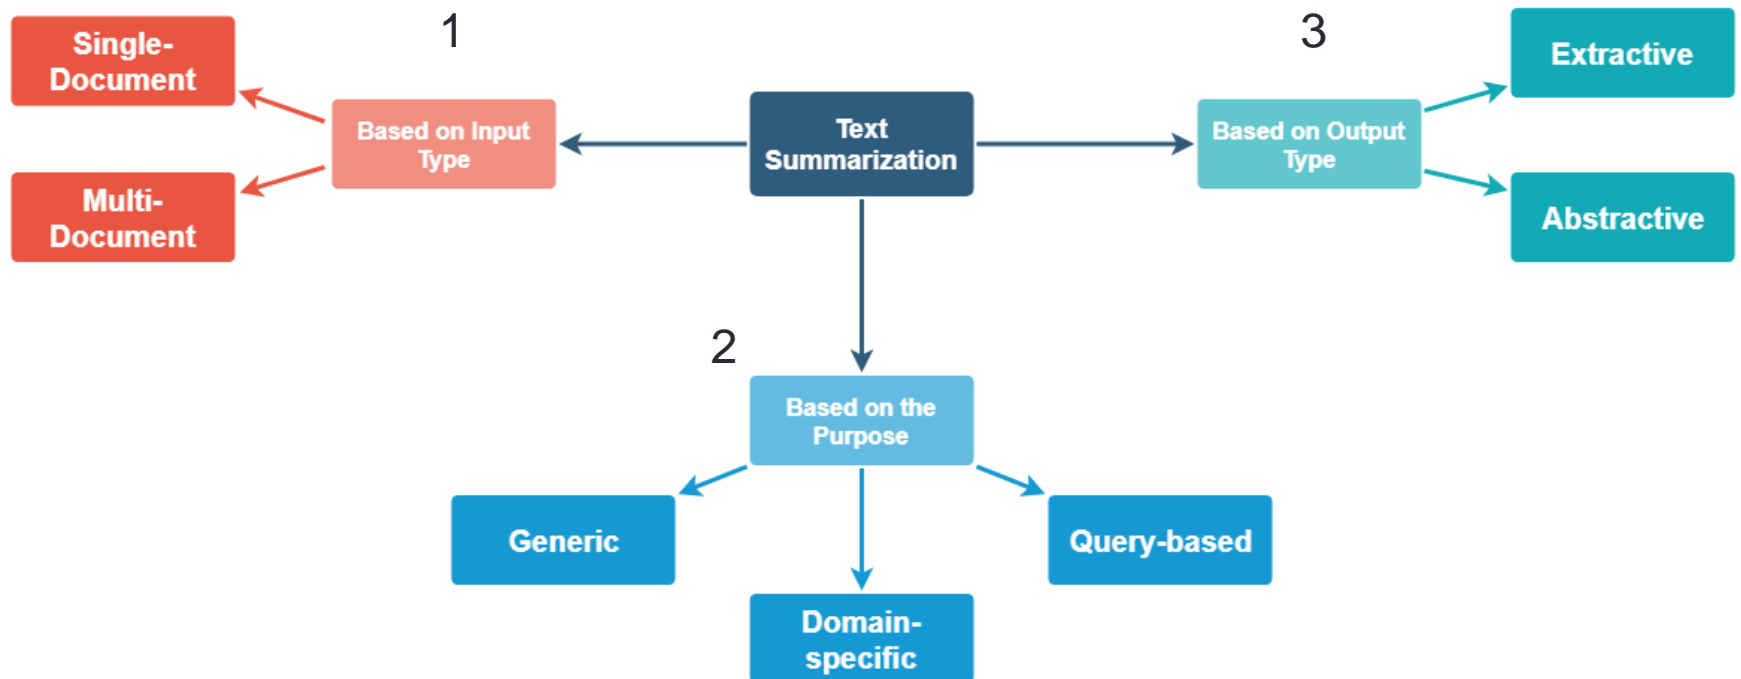 1
3
Single-
Document
Multi-
Document
Based on Input
Type
Text
Summarization
Based on Output
Type
Extractive
Abstractive
2
Based on the
Purpose
Generic
Query-based
Domain-
specific